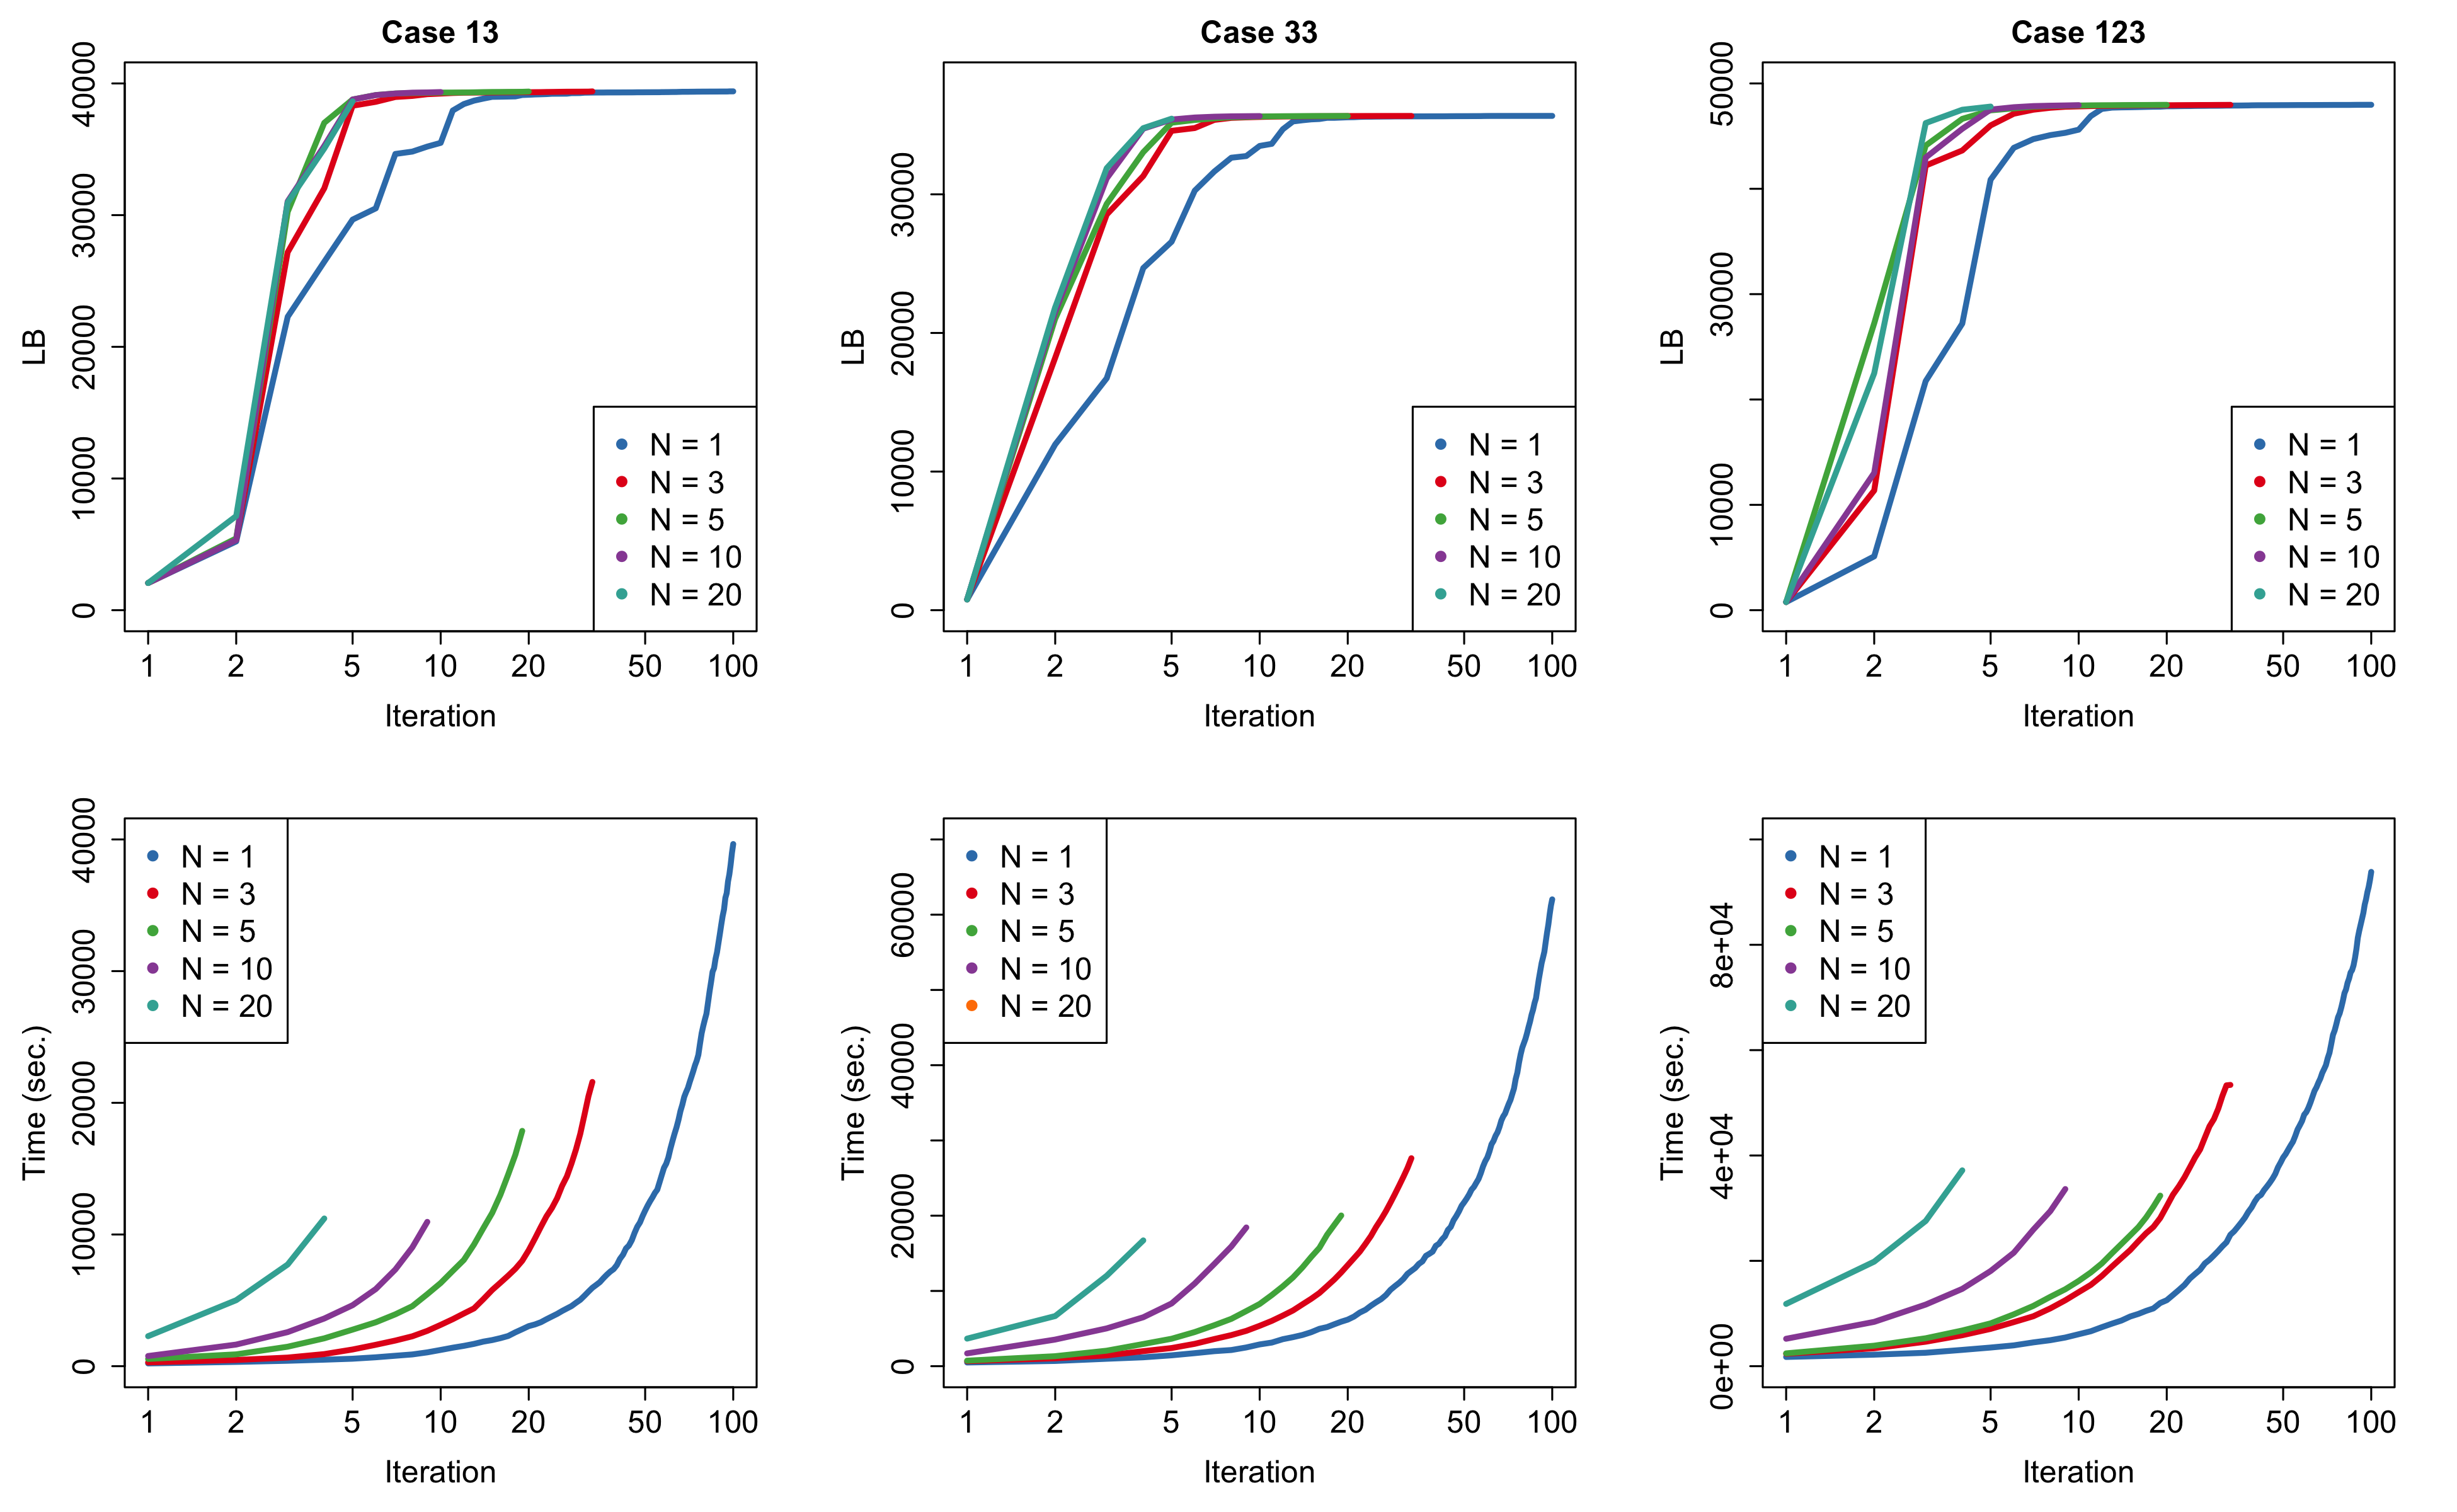 Case 13
LB
0
10000
20000
30000
40000
1 2 5 10 20 50 100
Iteration
N = 1
N = 3
N = 5
N = 10
N = 20
Case 33
LB
0
10000
20000
30000
1 2 5 10 20 50 100
Iteration
N = 1
N = 3
N = 5
N = 10
N = 20
Case 123
LB
0
10000
30000
50000
1 2 5 10 20 50 100
Iteration
N = 1
N = 3
N = 5
N = 10
N = 20
Time (sec.)
0
10000
20000
30000
40000
1 2 5 10 20 50 100
Iteration
N = 1
N = 3
N = 5
N = 10
N = 20
Time (sec.)
0
20000
40000
60000
1 2 5 10 20 50 100
Iteration
N = 1
N = 3
N = 5
N = 10
N = 20
Time (sec.)
0e+00
4e+04
8e+04
1 2 5 10 20 50 100
Iteration
N = 1
N = 3
N = 5
N = 10
N = 20